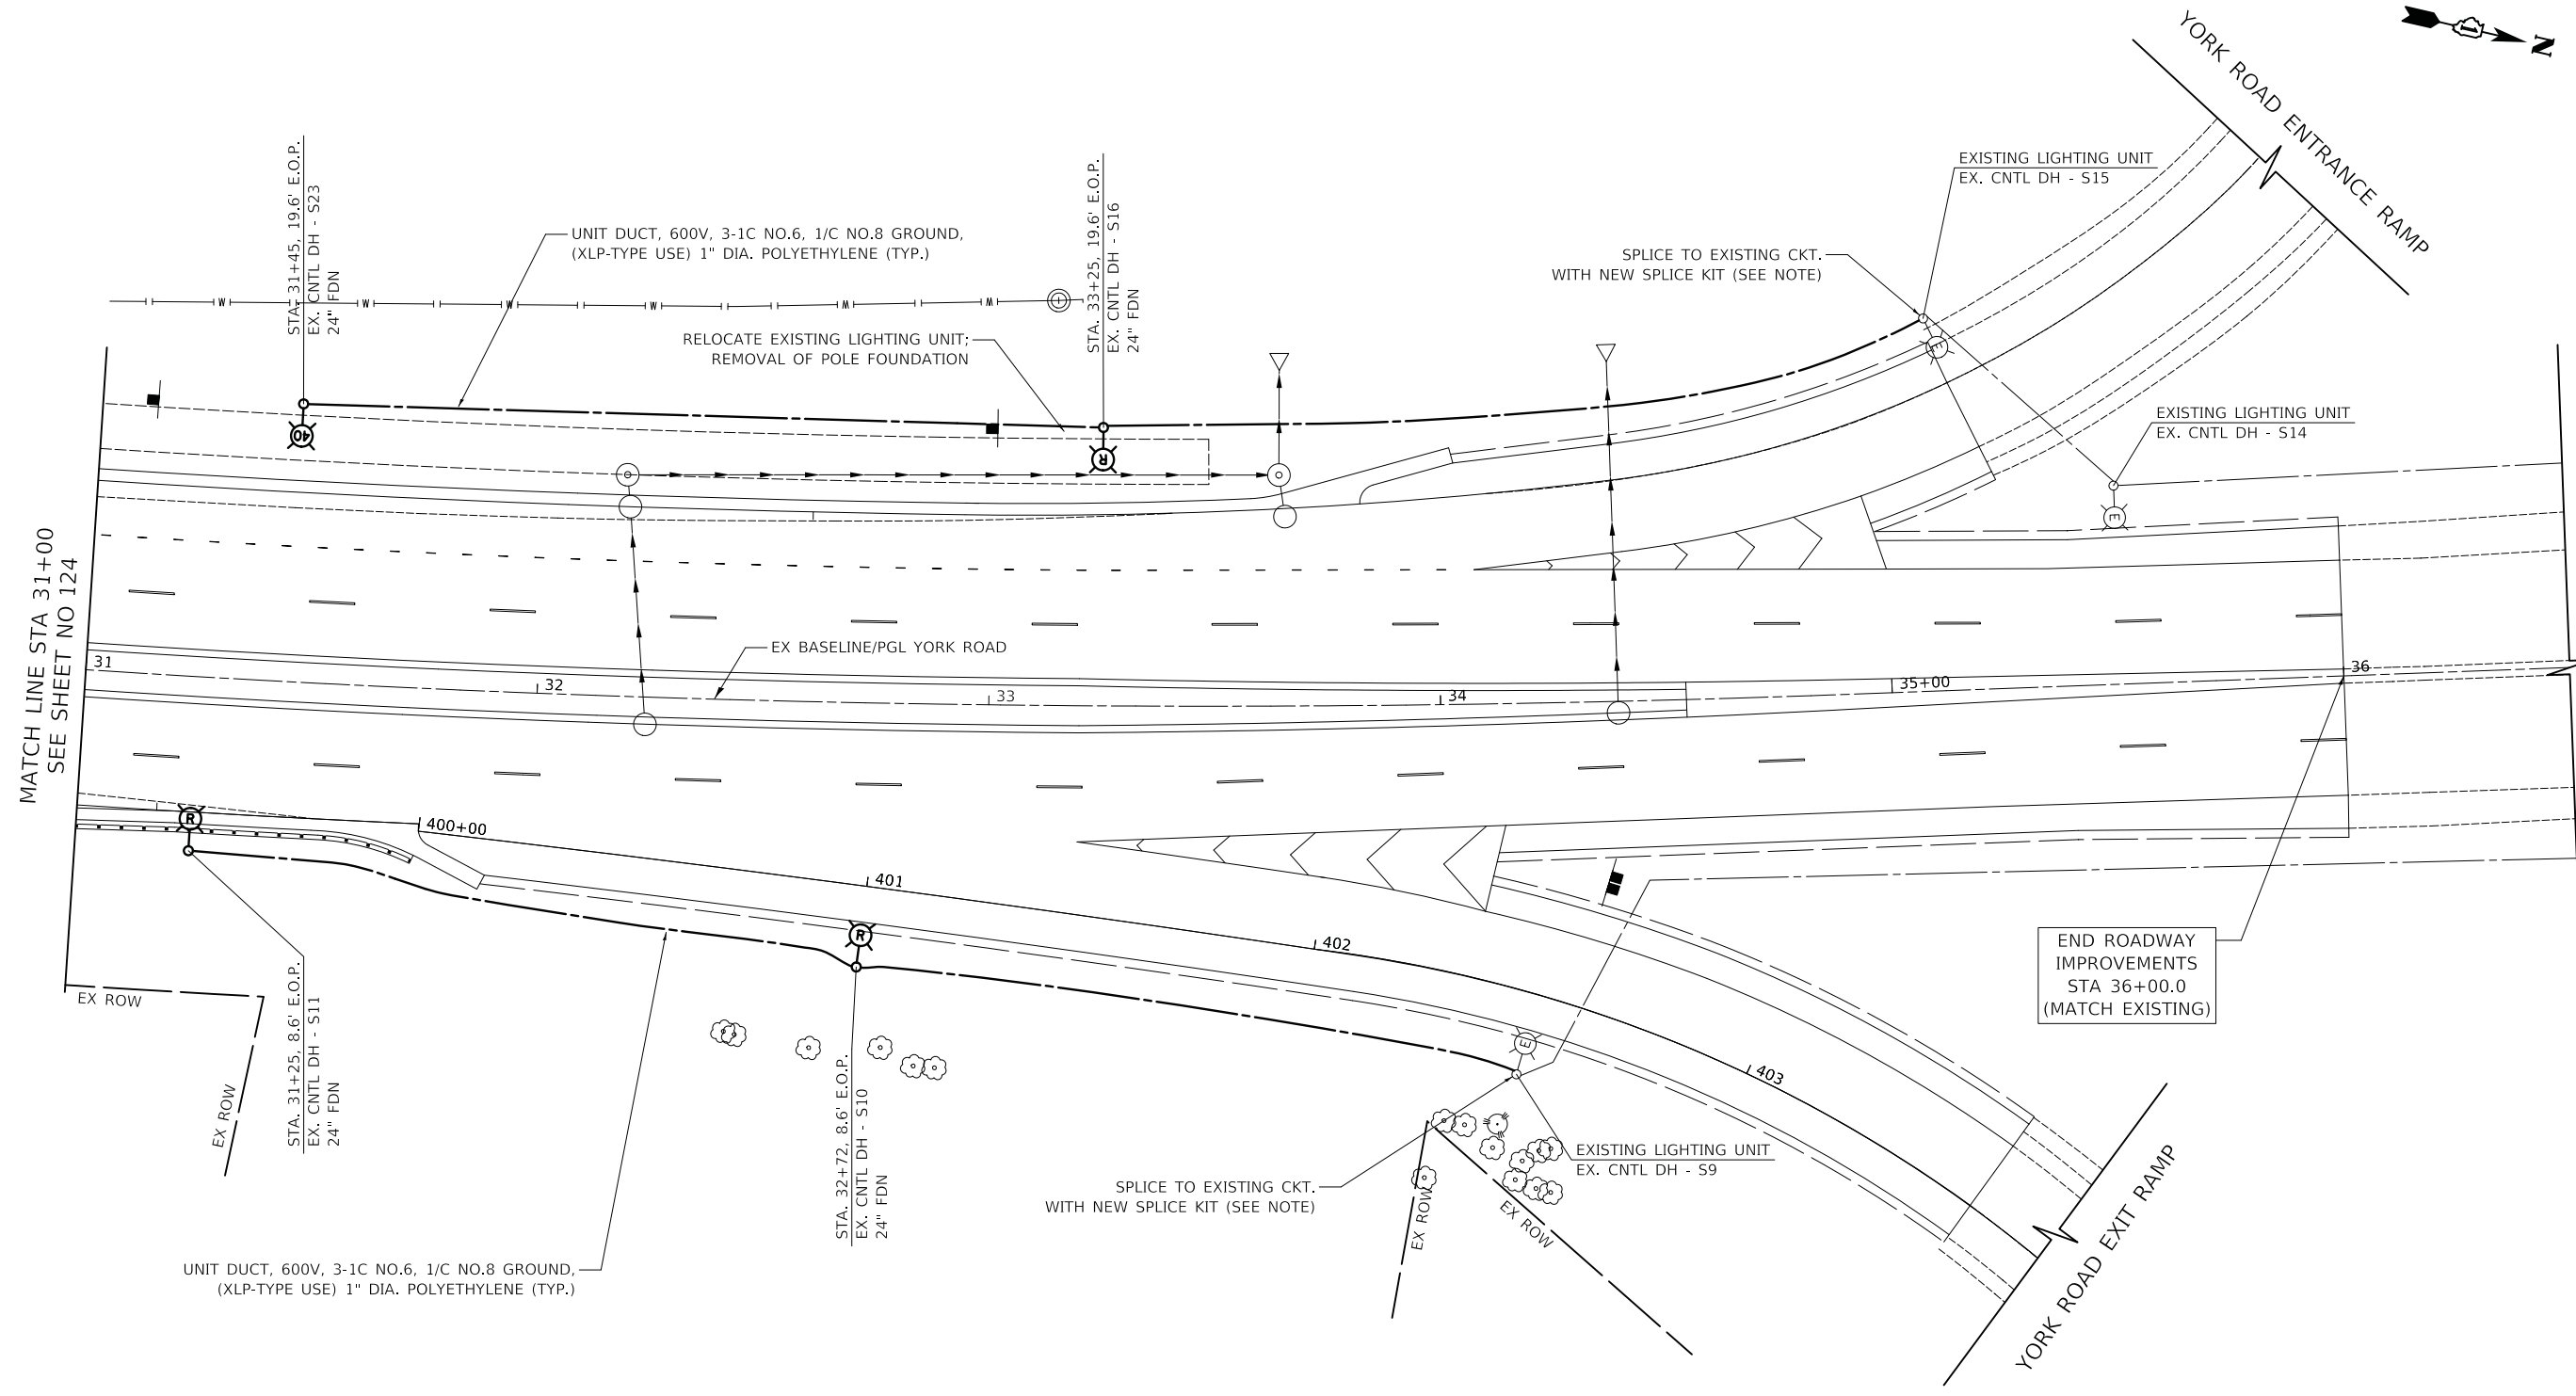 N
YORK ROAD ENTRANCE RAMP
STA. 31+45, 19.6' E.O.P.
EX. CNTL DH - S23
24" FDN
UNIT DUCT, 600V, 3-1C NO.6, 1/C NO.8 GROUND,
(XLP-TYPE USE) 1" DIA. POLYETHYLENE (TYP.)
STA. 33+25, 19.6' E.O.P.
EX. CNTL DH - S16
24" FDN
EXISTING LIGHTING UNIT
EX. CNTL DH - S15
SPLICE TO EXISTING CKT.
WITH NEW SPLICE KIT (SEE NOTE)
W
W
W
W
W
W
RELOCATE EXISTING LIGHTING UNIT;
REMOVAL OF POLE FOUNDATION
E
40
R
EXISTING LIGHTING UNIT
EX. CNTL DH - S14
E
MATCH LINE STA 31+00
SEE SHEET NO 124
EX BASELINE/PGL YORK ROAD
31
32
33
34
35+00
36
R
400+00
401
402
403
R
END ROADWAY
IMPROVEMENTS
STA 36+00.0
(MATCH EXISTING)
EX ROW
EX ROW
STA. 31+25, 8.6' E.O.P.
EX. CNTL DH - S11
24" FDN
STA. 32+72, 8.6' E.O.P.
EX. CNTL DH - S10
24" FDN
E
EXISTING LIGHTING UNIT
EX. CNTL DH - S9
SPLICE TO EXISTING CKT.
WITH NEW SPLICE KIT (SEE NOTE)
EX ROW
EX ROW
UNIT DUCT, 600V, 3-1C NO.6, 1/C NO.8 GROUND,
(XLP-TYPE USE) 1" DIA. POLYETHYLENE (TYP.)
YORK ROAD EXIT RAMP